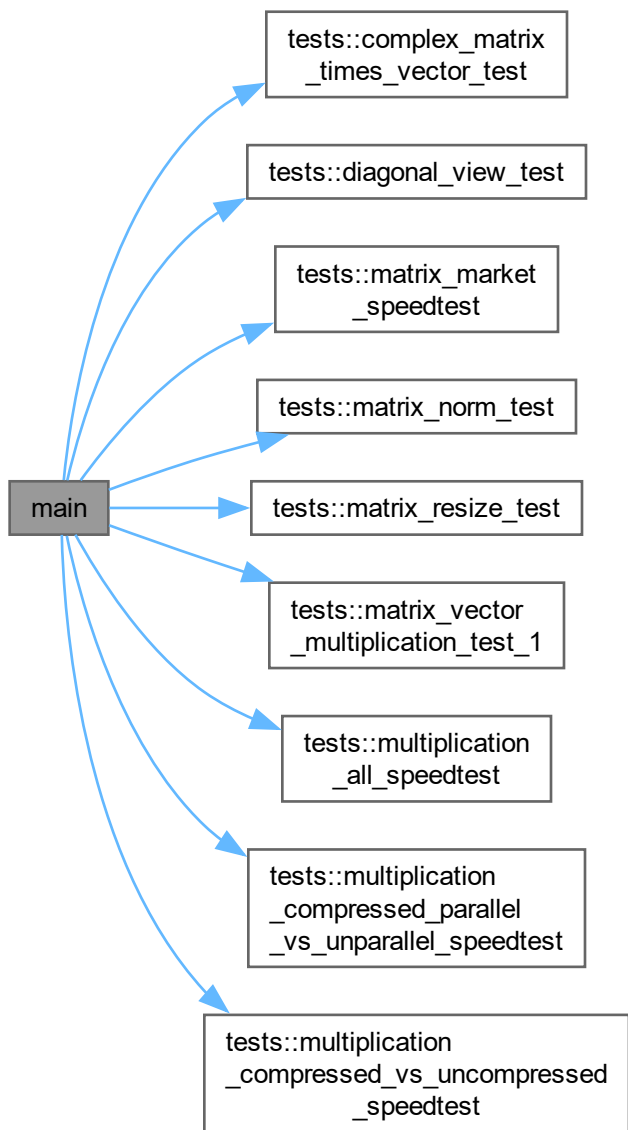 tests::complex_matrix
_times_vector_test
tests::diagonal_view_test
tests::matrix_market
_speedtest
tests::matrix_norm_test
main
tests::matrix_resize_test
tests::matrix_vector
_multiplication_test_1
tests::multiplication
_all_speedtest
tests::multiplication
_compressed_parallel
_vs_unparallel_speedtest
tests::multiplication
_compressed_vs_uncompressed
_speedtest